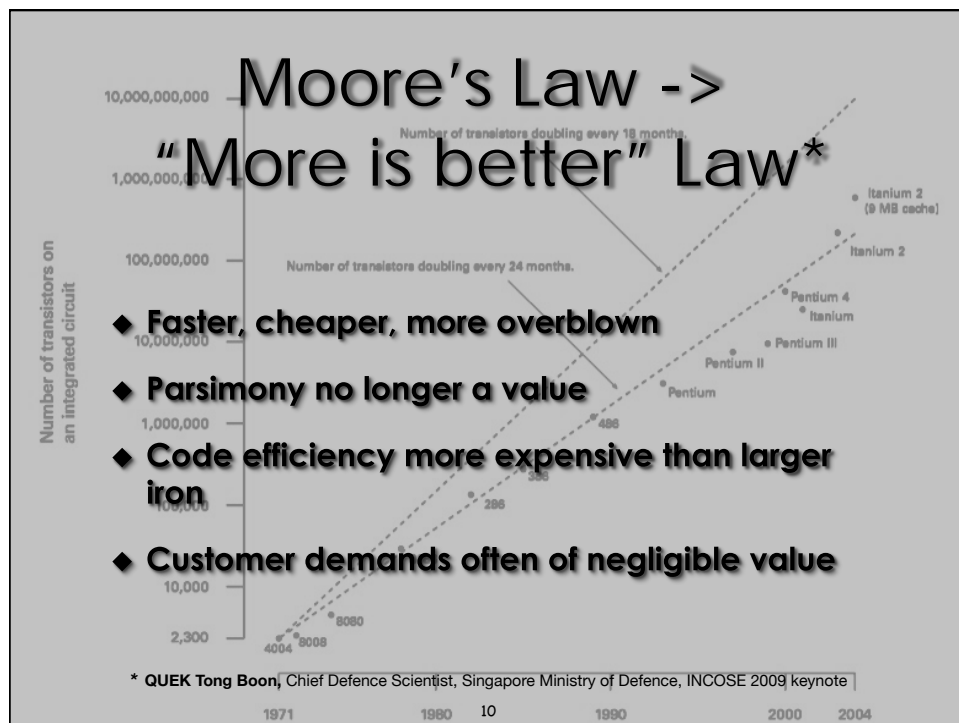 Moore's Law ->
"More is better" Law*
10,000,000,000
Number of transistors doubling every 18 months.
1,000,000,000
Itanium 2
(9 MB cache)
Itanium 2
100,000,000
Number of transistors doubling every 24 months.
Number of transistors on
an integrated circuit
Pentium 4
Itanium
◆ Faster, cheaper, more overblown
10,000,000
Pentium III
Pentium II
◆ Parsimony no longer a value
Pentium
1,000,000
486
◆ Code efficiency more expensive than larger
iron
386
100,000
286
◆ Customer demands often of negligible value
10,000
8080
2,300
4004
8008
* QUEK Tong Boon, Chief Defence Scientist, Singapore Ministry of Defence, INCOSE 2009 keynote
1971
1980
10
1990
2000
2004